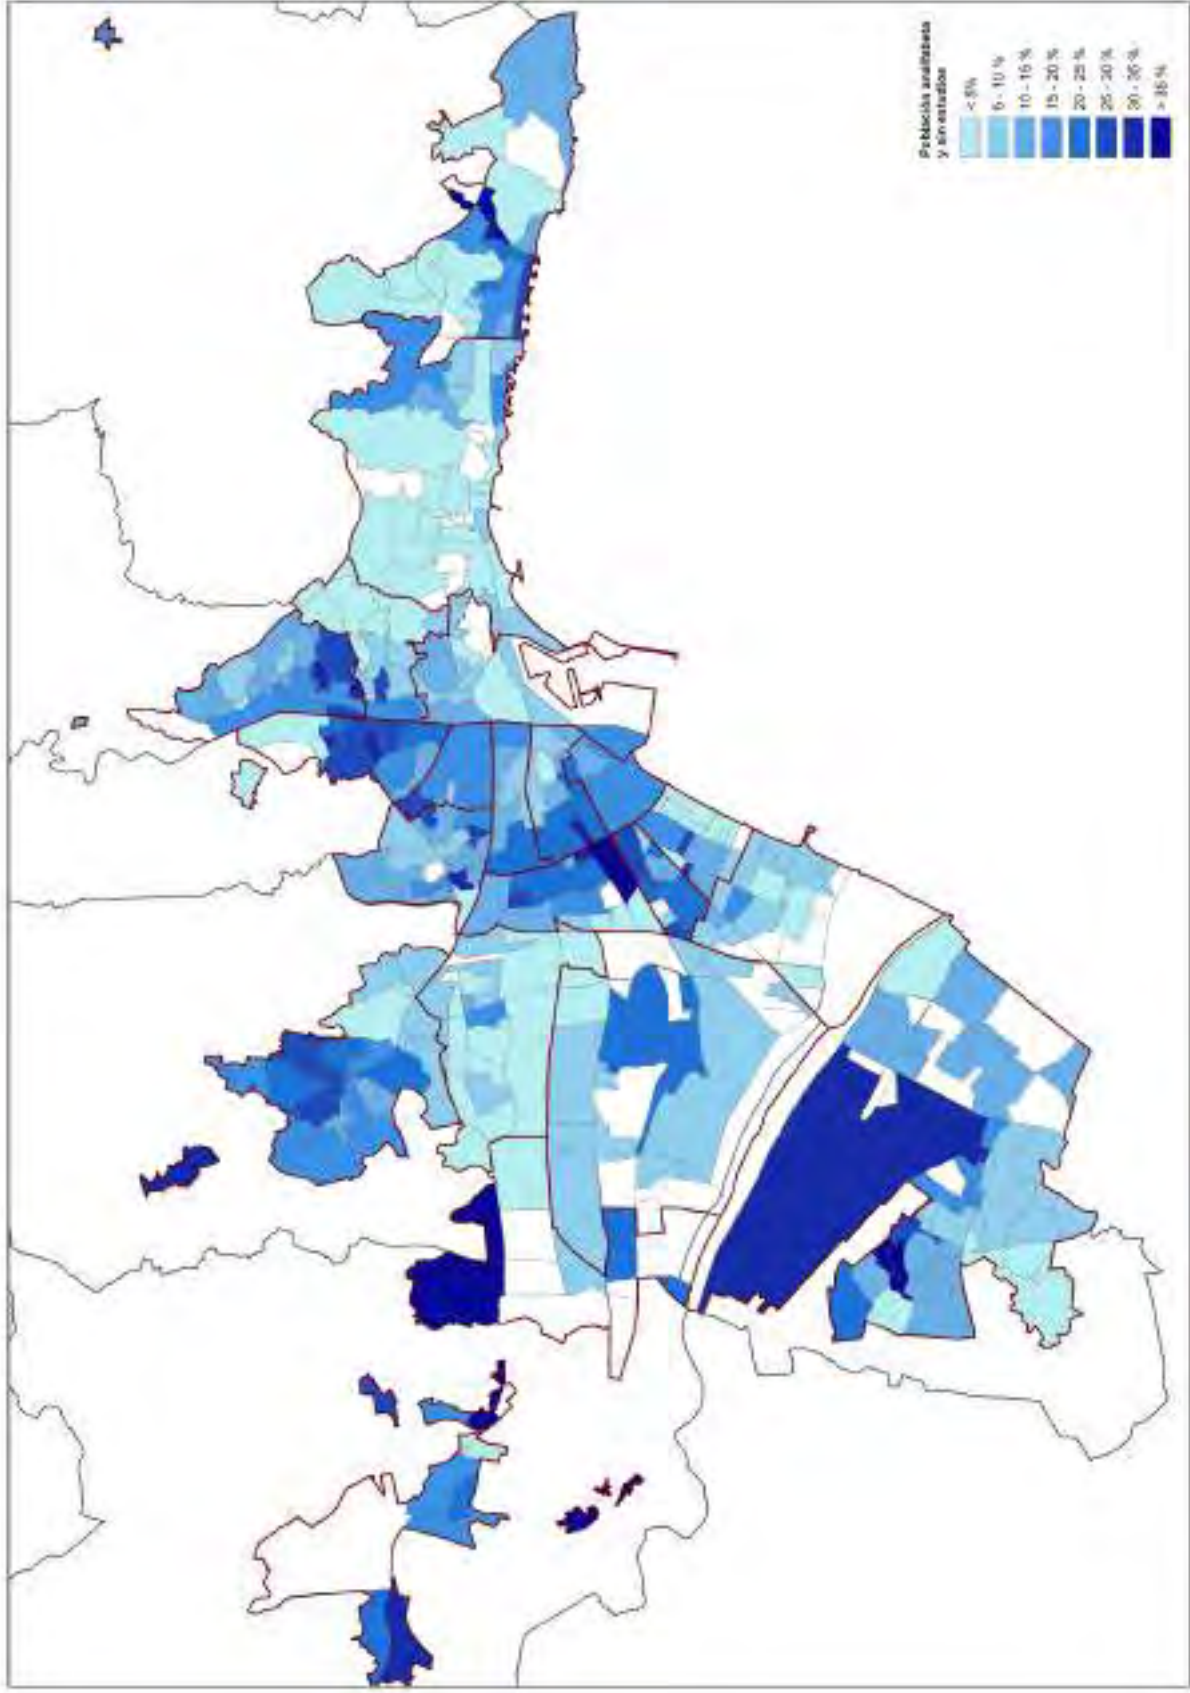 Población analfabeta
y sin estudios
< 5%
5 - 10 %
10 - 15 %
15 - 20 %
20 - 25 %
25 - 30 %
30 - 35 %
> 35 %